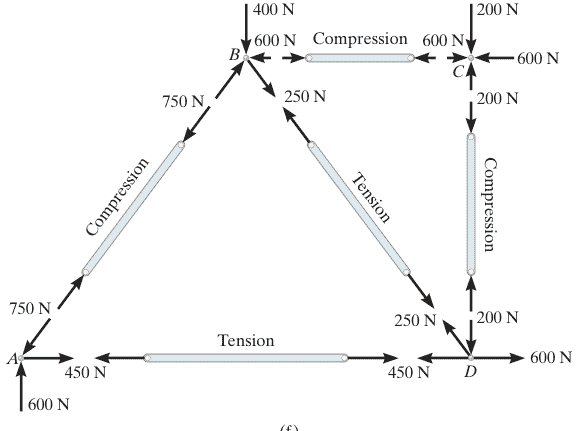 400 N
200 N
B
600 N
Compression
600 N
C
600 N
750 N
250 N
200 N
Compression
Tension
Compression
750 N
250 N
200 N
Tension
A
450 N
450 N
D
600 N
600 N
(f)